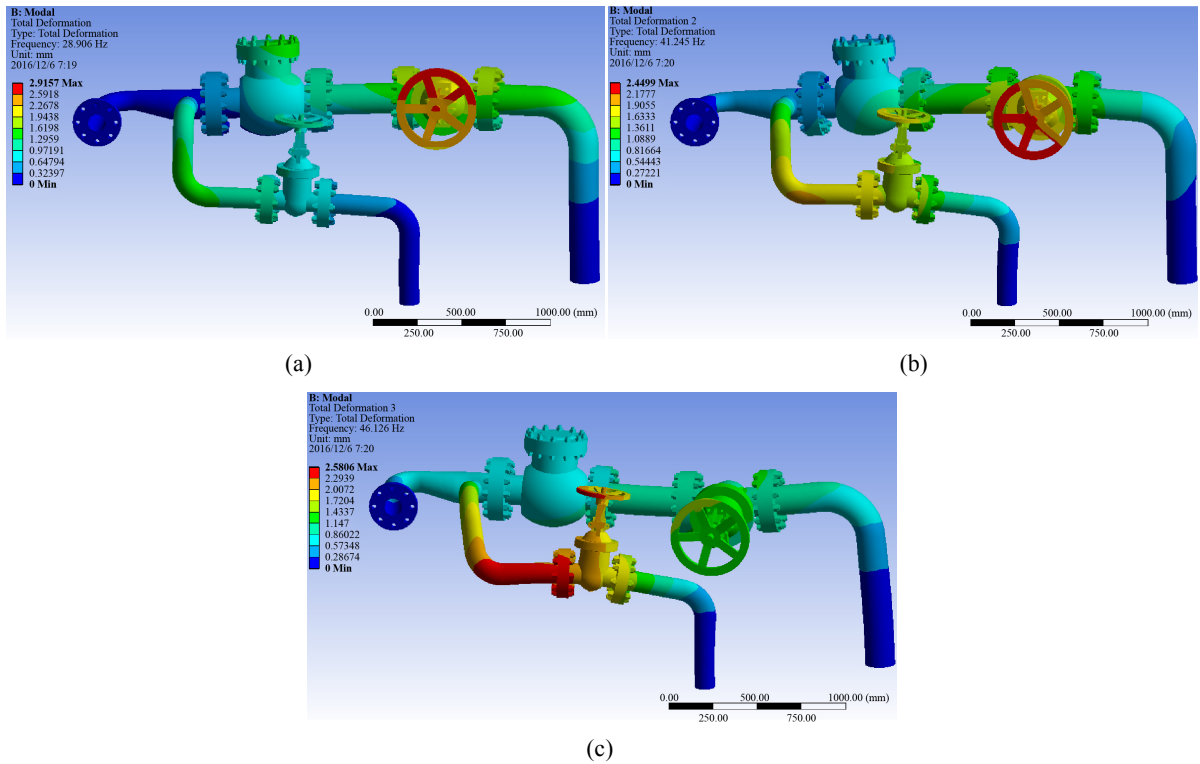 B: Modal
Total Deformation
Type: Total Deformation
Frequency: 28.906 Hz
Unit: mm
2016/12/6 7:19
2.9157 Max
2.5918
2.2678
1.9438
1.6198
1.2959
0.97191
0.64794
0.32397
0 Min
0.00 500.00 1000.00 (mm)
250.00 750.00
(a)
B: Modal
Total Deformation 2
Type: Total Deformation
Frequency: 41.245 Hz
Unit: mm
2016/12/6 7:20
2.4499 Max
2.1777
1.9055
1.6333
1.3611
1.0889
0.81664
0.54443
0.27221
0 Min
0.00 500.00 1000.00 (mm)
250.00 750.00
(b)
B: Modal
Total Deformation 3
Type: Total Deformation
Frequency: 46.126 Hz
Unit: mm
2016/12/6 7:20
2.5806 Max
2.2939
2.0072
1.7204
1.4337
1.147
0.86022
0.57348
0.28674
0 Min
0.00 500.00 1000.00 (mm)
250.00 750.00
(c)